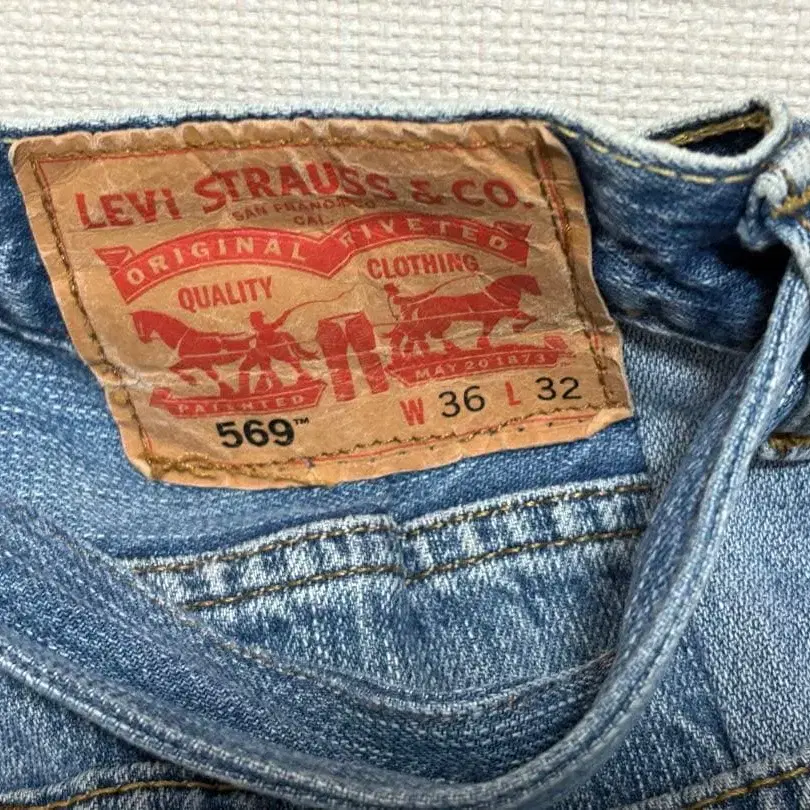 LEVI STRAUSS & CO.
SAN FRANCISCO
CAL.
ORIGINAL RIVETED
QUALITY CLOTHING
PATENTED MAY 20 1873
569™ W 36 L 32